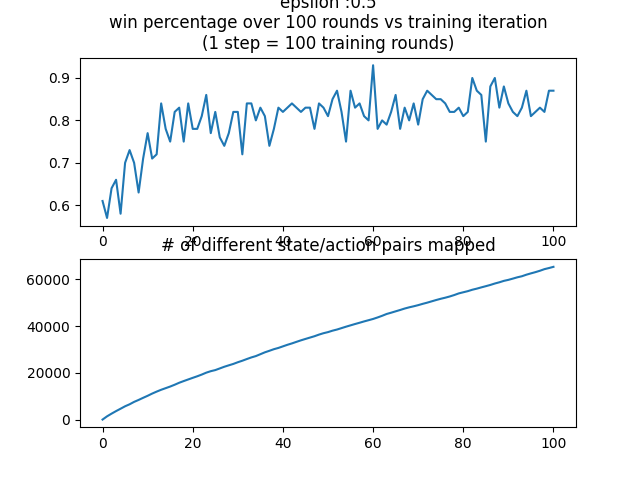 epsilon :0.5
win percentage over 100 rounds vs training iteration
(1 step = 100 training rounds)
0.9
0.8
0.7
0.6
0 20 40 60 80 100
# of different state/action pairs mapped
60000
40000
20000
0
0 20 40 60 80 100